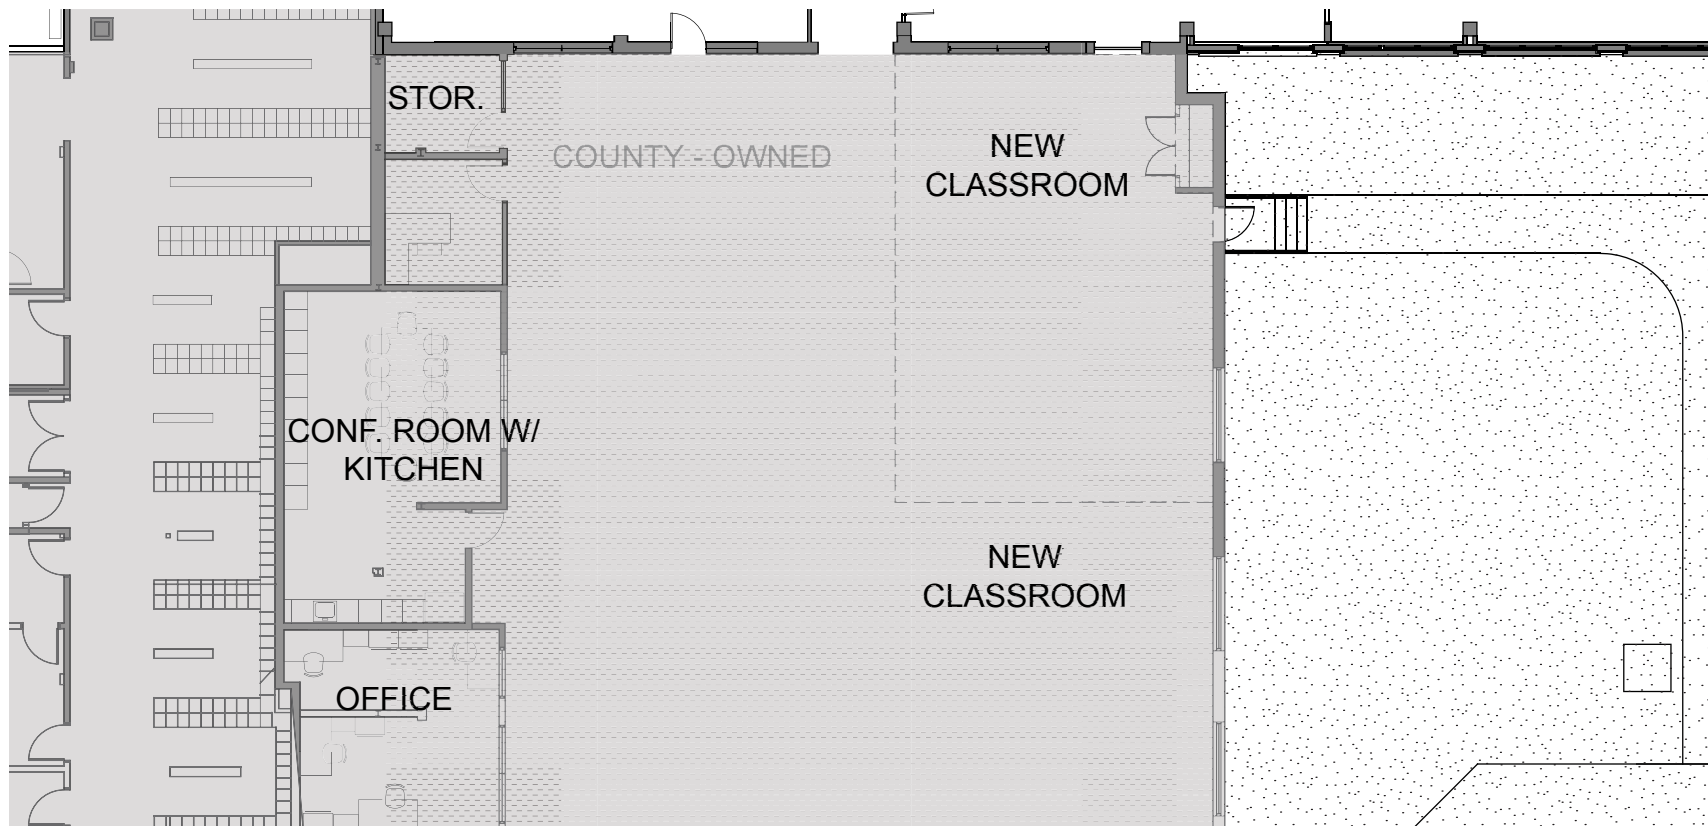 STOR.
COUNTY - OWNED
NEW
CLASSROOM
CONF. ROOM W/
KITCHEN
NEW
CLASSROOM
OFFICE